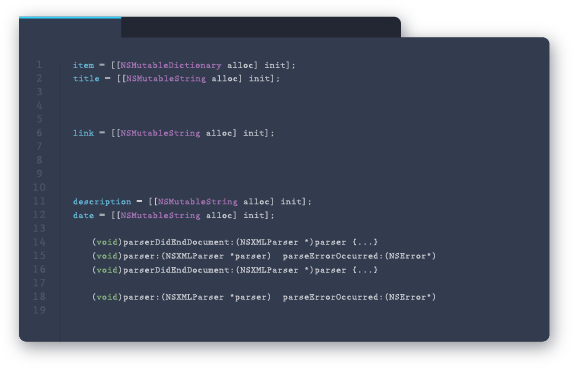 1 item = [[NSMutableDictionary alloc] init];
2 title = [[NSMutableString alloc] init];
3
4
5
6 link = [[NSMutableString alloc] init];
7
8
9
10
11 description = [[NSMutableString alloc] init];
12 date = [[NSMutableString alloc] init];
13
14 (void)parserDidEndDocument:(NSXMLParser *)parser {...}
15 (void)parser:(NSXMLParser *parser) parseErrorOccurred:(NSError*)
16 (void)parserDidEndDocument:(NSXMLParser *)parser {...}
17
18 (void)parser:(NSXMLParser *parser) parseErrorOccurred:(NSError*)
19